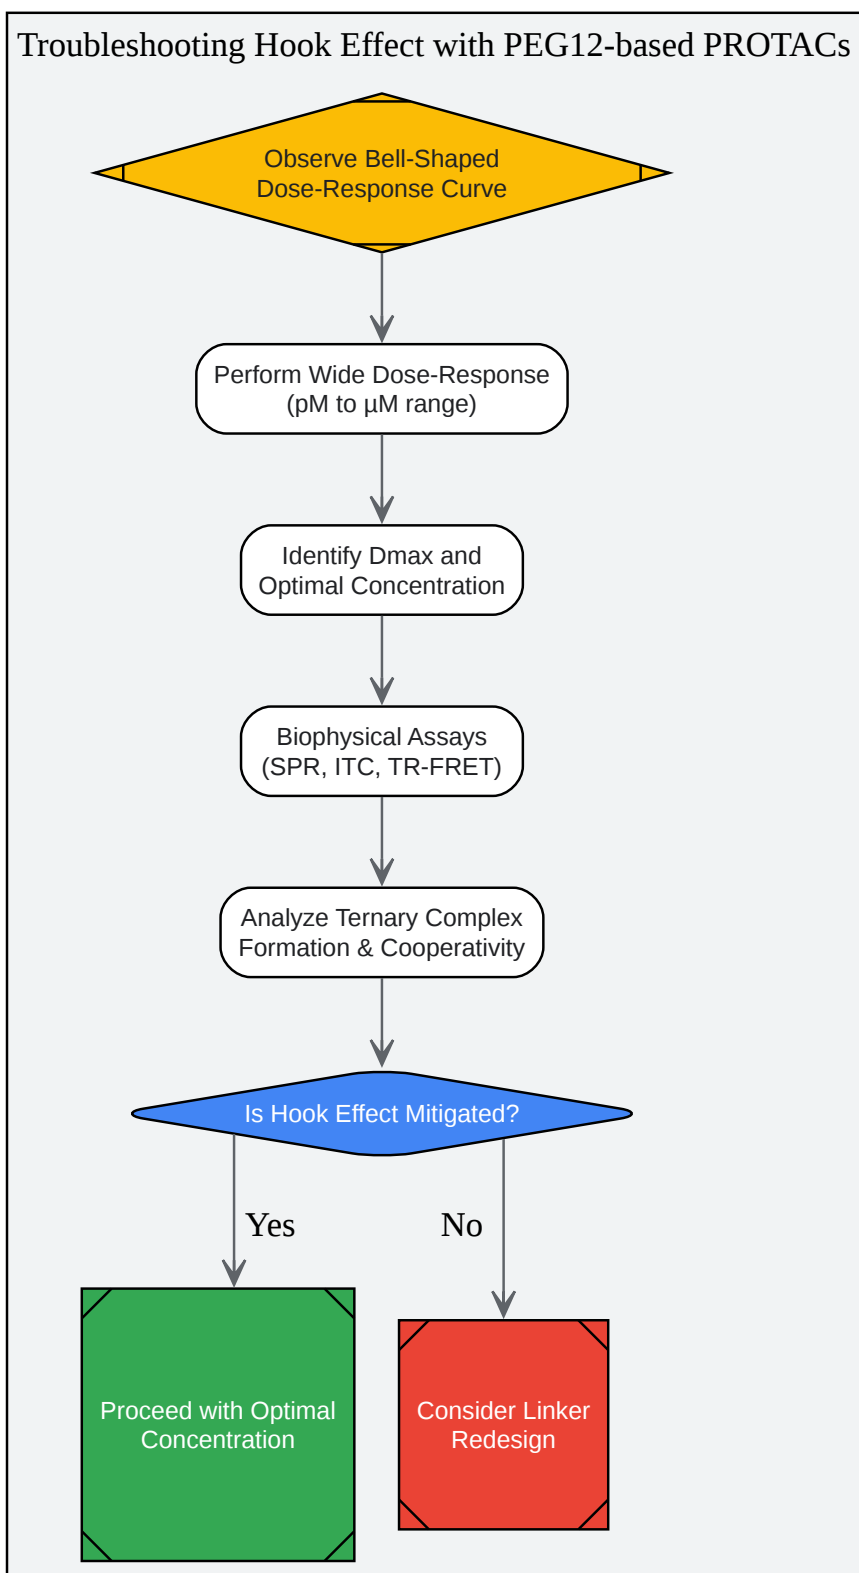 Troubleshooting Hook Effect with PEG12-based PROTACs
Observe Bell-Shaped
Dose-Response Curve
Perform Wide Dose-Response
(pM to µM range)
Identify Dmax and
Optimal Concentration
Biophysical Assays
(SPR, ITC, TR-FRET)
Analyze Ternary Complex
Formation & Cooperativity
Is Hook Effect Mitigated?
Yes
No
Proceed with Optimal
Concentration
Consider Linker
Redesign